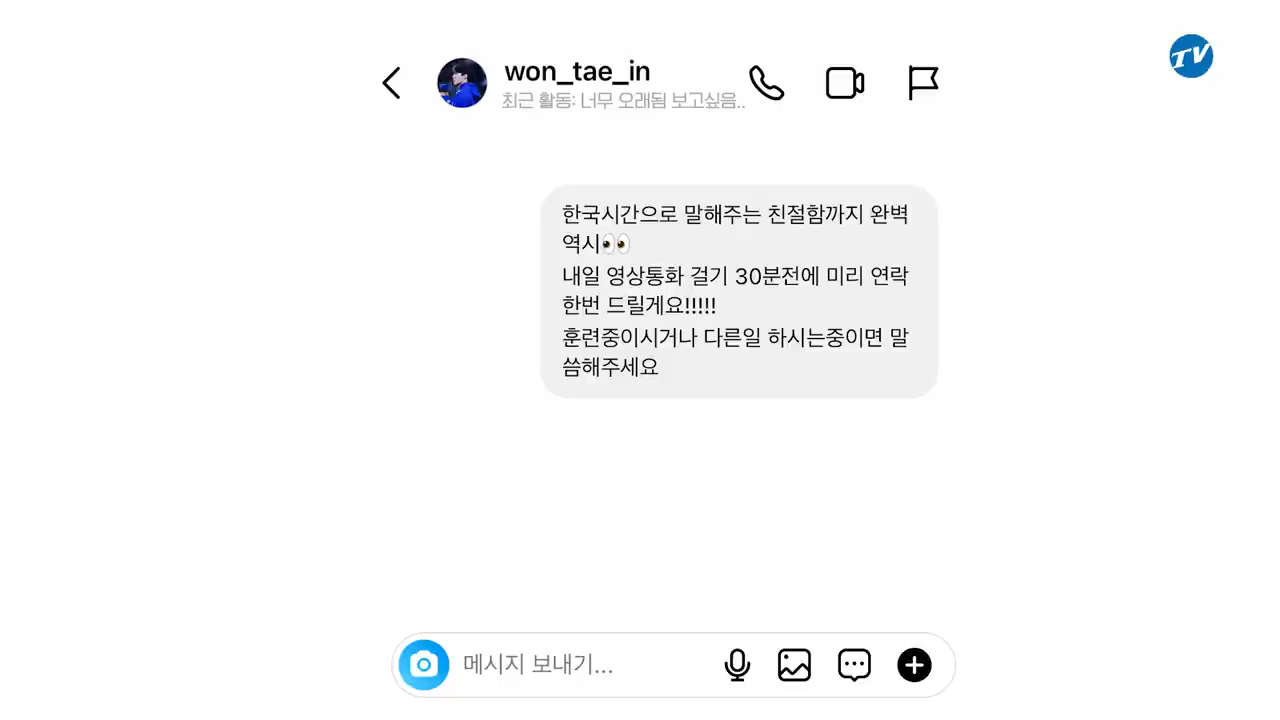 TV
won_tae_in
최근 활동: 너무 오래됨 보고싶음..
한국시간으로 말해주는 친절함까지 완벽
역시👀
내일 영상통화 걸기 30분전에 미리 연락
한번 드릴게요!!!!!
훈련중이시거나 다른일 하시는중이면 말
씀해주세요
메시지 보내기...